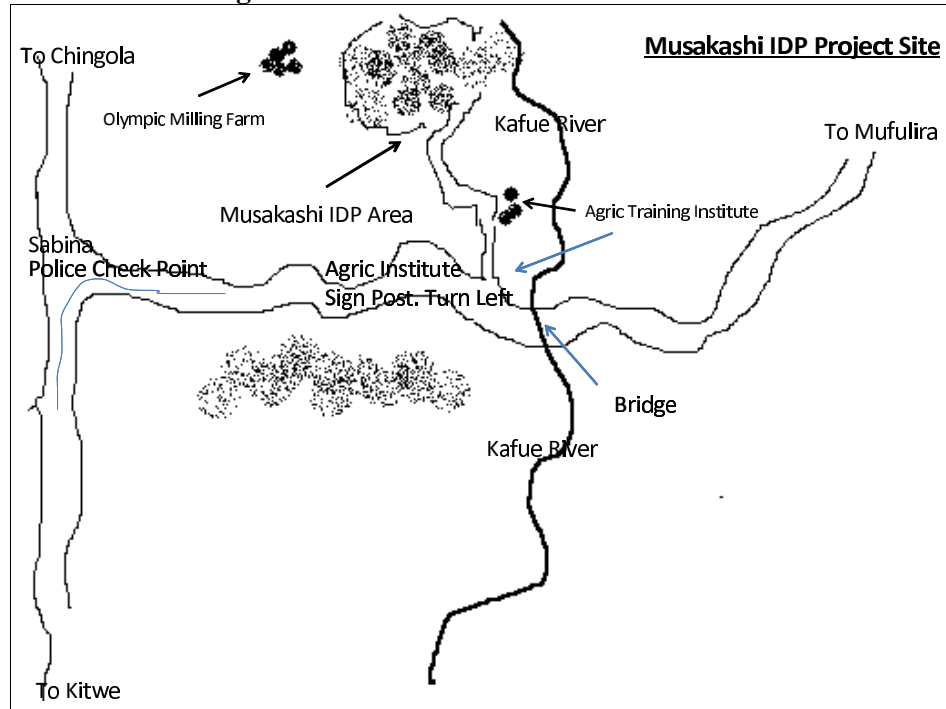 Musakashi IDP Project Site
To Chingola
Olympic Milling Farm
Kafue River
To Mufulira
Musakashi IDP Area
Agric Training Institute
Sabina
Police Check Point
Agric Institute
Sign Post. Turn Left
Bridge
Kafue River
To Kitwe